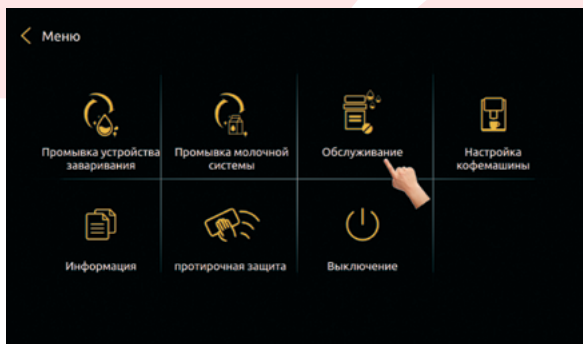 Меню
Промывка устройства
заваривания
Промывка молочной
системы
Обслуживание
Настройка
кофемашины
Информация
протирочная защита
Выключение